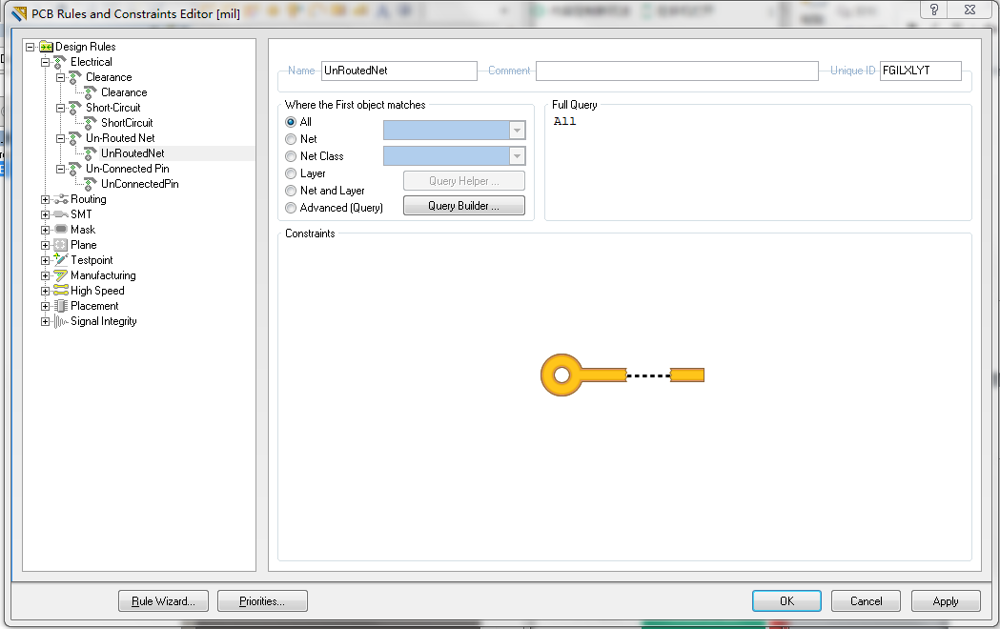 PCB Rules and Constraints Editor [mil]
Design Rules
Electrical
Clearance
Clearance
Short-Circuit
ShortCircuit
Un-Routed Net
UnRoutedNet
Un-Connected Pin
UnConnectedPin
Routing
SMT
Mask
Plane
Testpoint
Manufacturing
High Speed
Placement
Signal Integrity
Name UnRoutedNet Comment Unique ID FGILXLYT
Where the First object matches
All
Net
Net Class
Layer
Net and Layer
Advanced (Query)
Query Helper ...
Query Builder ...
Full Query
All
Constraints
Rule Wizard... Priorities... OK Cancel Apply